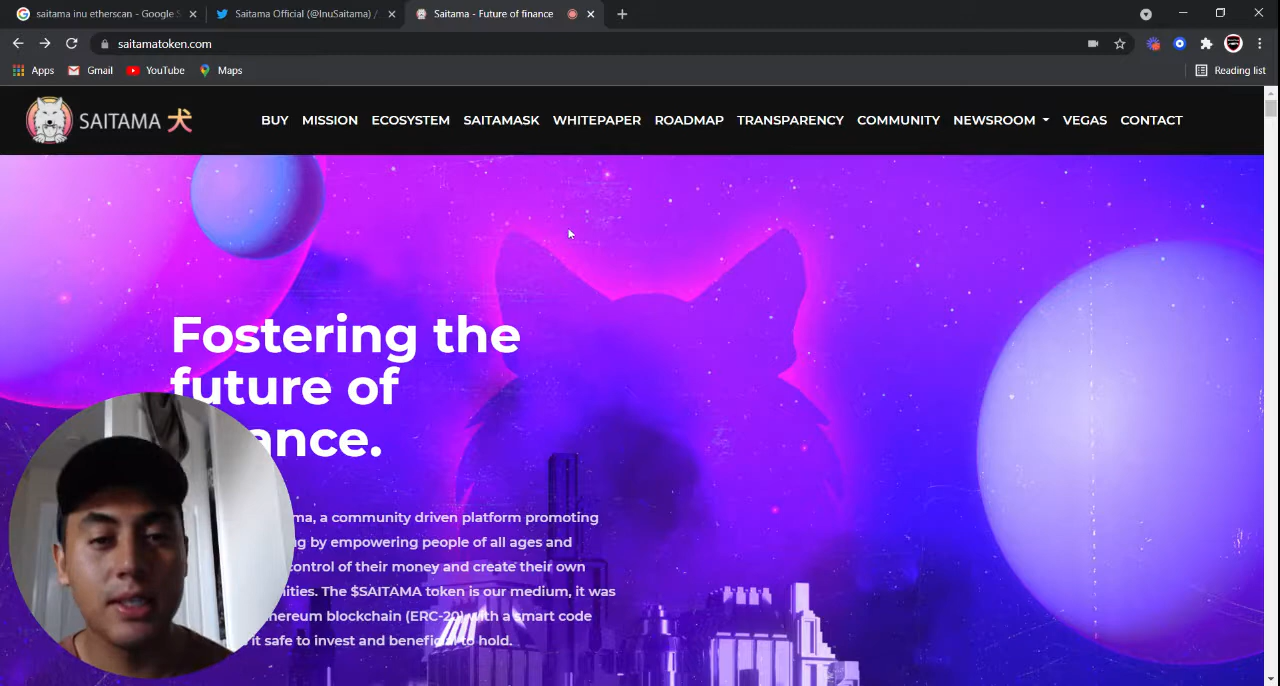 saitama inu etherscan - Google S
Saitama Official (@InuSaitama) /
Saitama - Future of finance
saitamatoken.com
Apps
Gmail
YouTube
Maps
Reading list
SAITAMA 犬
BUY
MISSION
ECOSYSTEM
SAITAMASK
WHITEPAPER
ROADMAP
TRANSPARENCY
COMMUNITY
NEWSROOM
VEGAS
CONTACT
Fostering the
future of
ance.
ma, a community driven platform promoting
g by empowering people of all ages and
control of their money and create their own
ities. The $SAITAMA token is our medium, it was
hereum blockchain (ERC-20) with a smart code
it safe to invest and beneficial to hold.